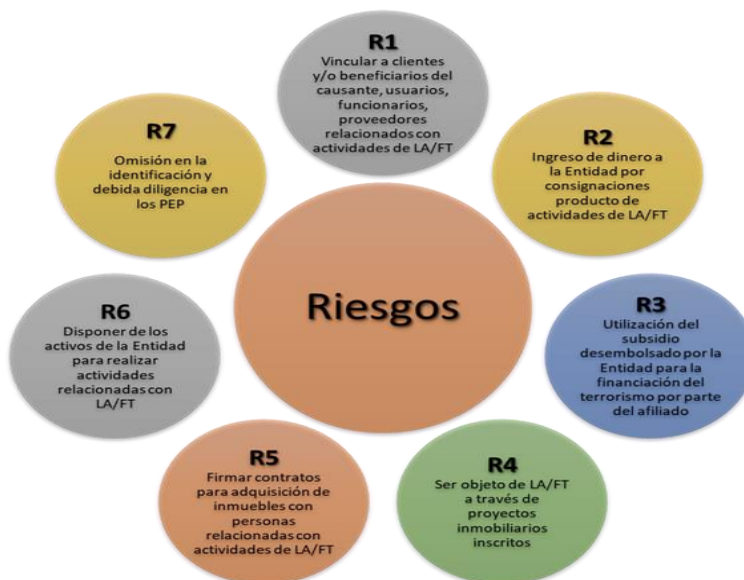 R1
Vincular a clientes
y/o beneficiarios del
causante, usuarios,
funcionarios,
proveedores
relacionados con
actividades de LA/FT
R2
Ingreso de dinero a
la Entidad por
consignaciones
producto de
actividades de LA/FT
R3
Utilización del
subsidio
desembolsado por la
Entidad para la
financiación del
terrorismo por parte
del afiliado
R4
Ser objeto de LA/FT
a través de
proyectos
inmobiliarios
inscritos
R5
Firmar contratos
para adquisición de
inmuebles con
personas
relacionadas con
actividades de LA/FT
R6
Disponer de los
activos de la Entidad
para realizar
actividades
relacionadas con
LA/FT
R7
Omisión en la
identificación y
debida diligencia en
los PEP
Riesgos